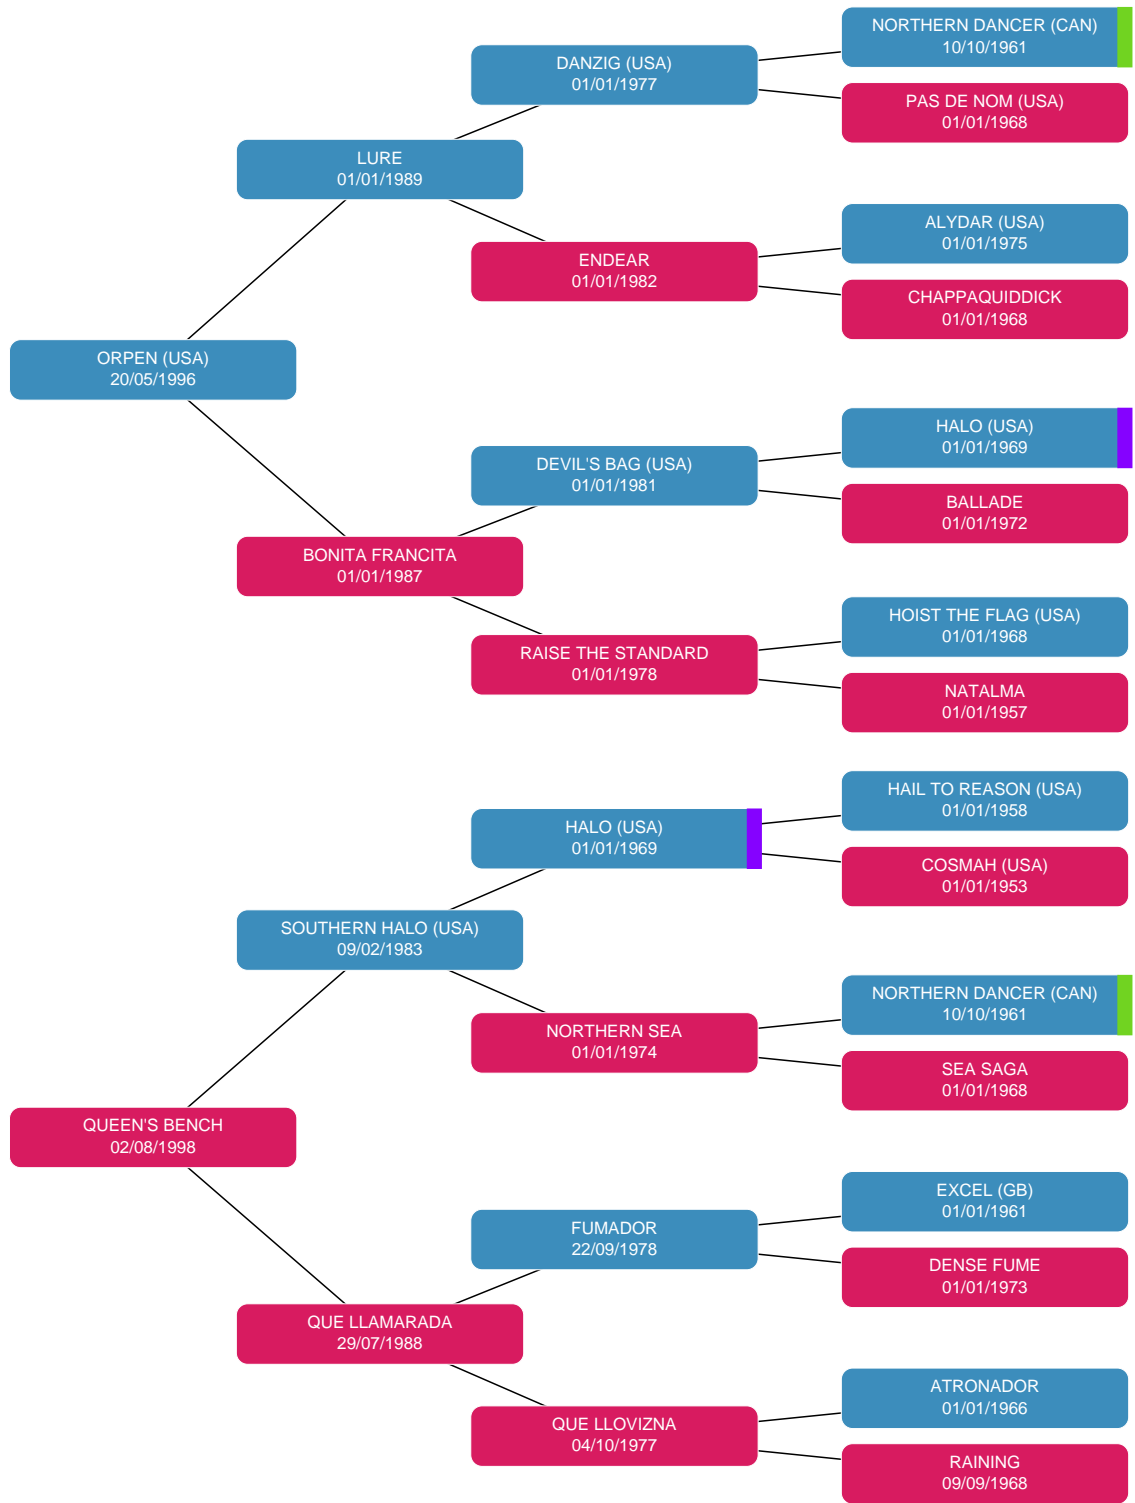 NORTHERN DANCER (CAN)
10/10/1961
DANZIG (USA)
01/01/1977
PAS DE NOM (USA)
01/01/1968
LURE
01/01/1989
ALYDAR (USA)
01/01/1975
ENDEAR
01/01/1982
CHAPPAQUIDDICK
01/01/1968
ORPEN (USA)
20/05/1996
HALO (USA)
01/01/1969
DEVIL'S BAG (USA)
01/01/1981
BALLADE
01/01/1972
BONITA FRANCITA
01/01/1987
HOIST THE FLAG (USA)
01/01/1968
RAISE THE STANDARD
01/01/1978
NATALMA
01/01/1957
HAIL TO REASON (USA)
01/01/1958
HALO (USA)
01/01/1969
COSMAH (USA)
01/01/1953
SOUTHERN HALO (USA)
09/02/1983
NORTHERN DANCER (CAN)
10/10/1961
NORTHERN SEA
01/01/1974
SEA SAGA
01/01/1968
QUEEN'S BENCH
02/08/1998
EXCEL (GB)
01/01/1961
FUMADOR
22/09/1978
DENSE FUME
01/01/1973
QUE LLAMARADA
29/07/1988
ATRONADOR
01/01/1966
QUE LLOVIZNA
04/10/1977
RAINING
09/09/1968